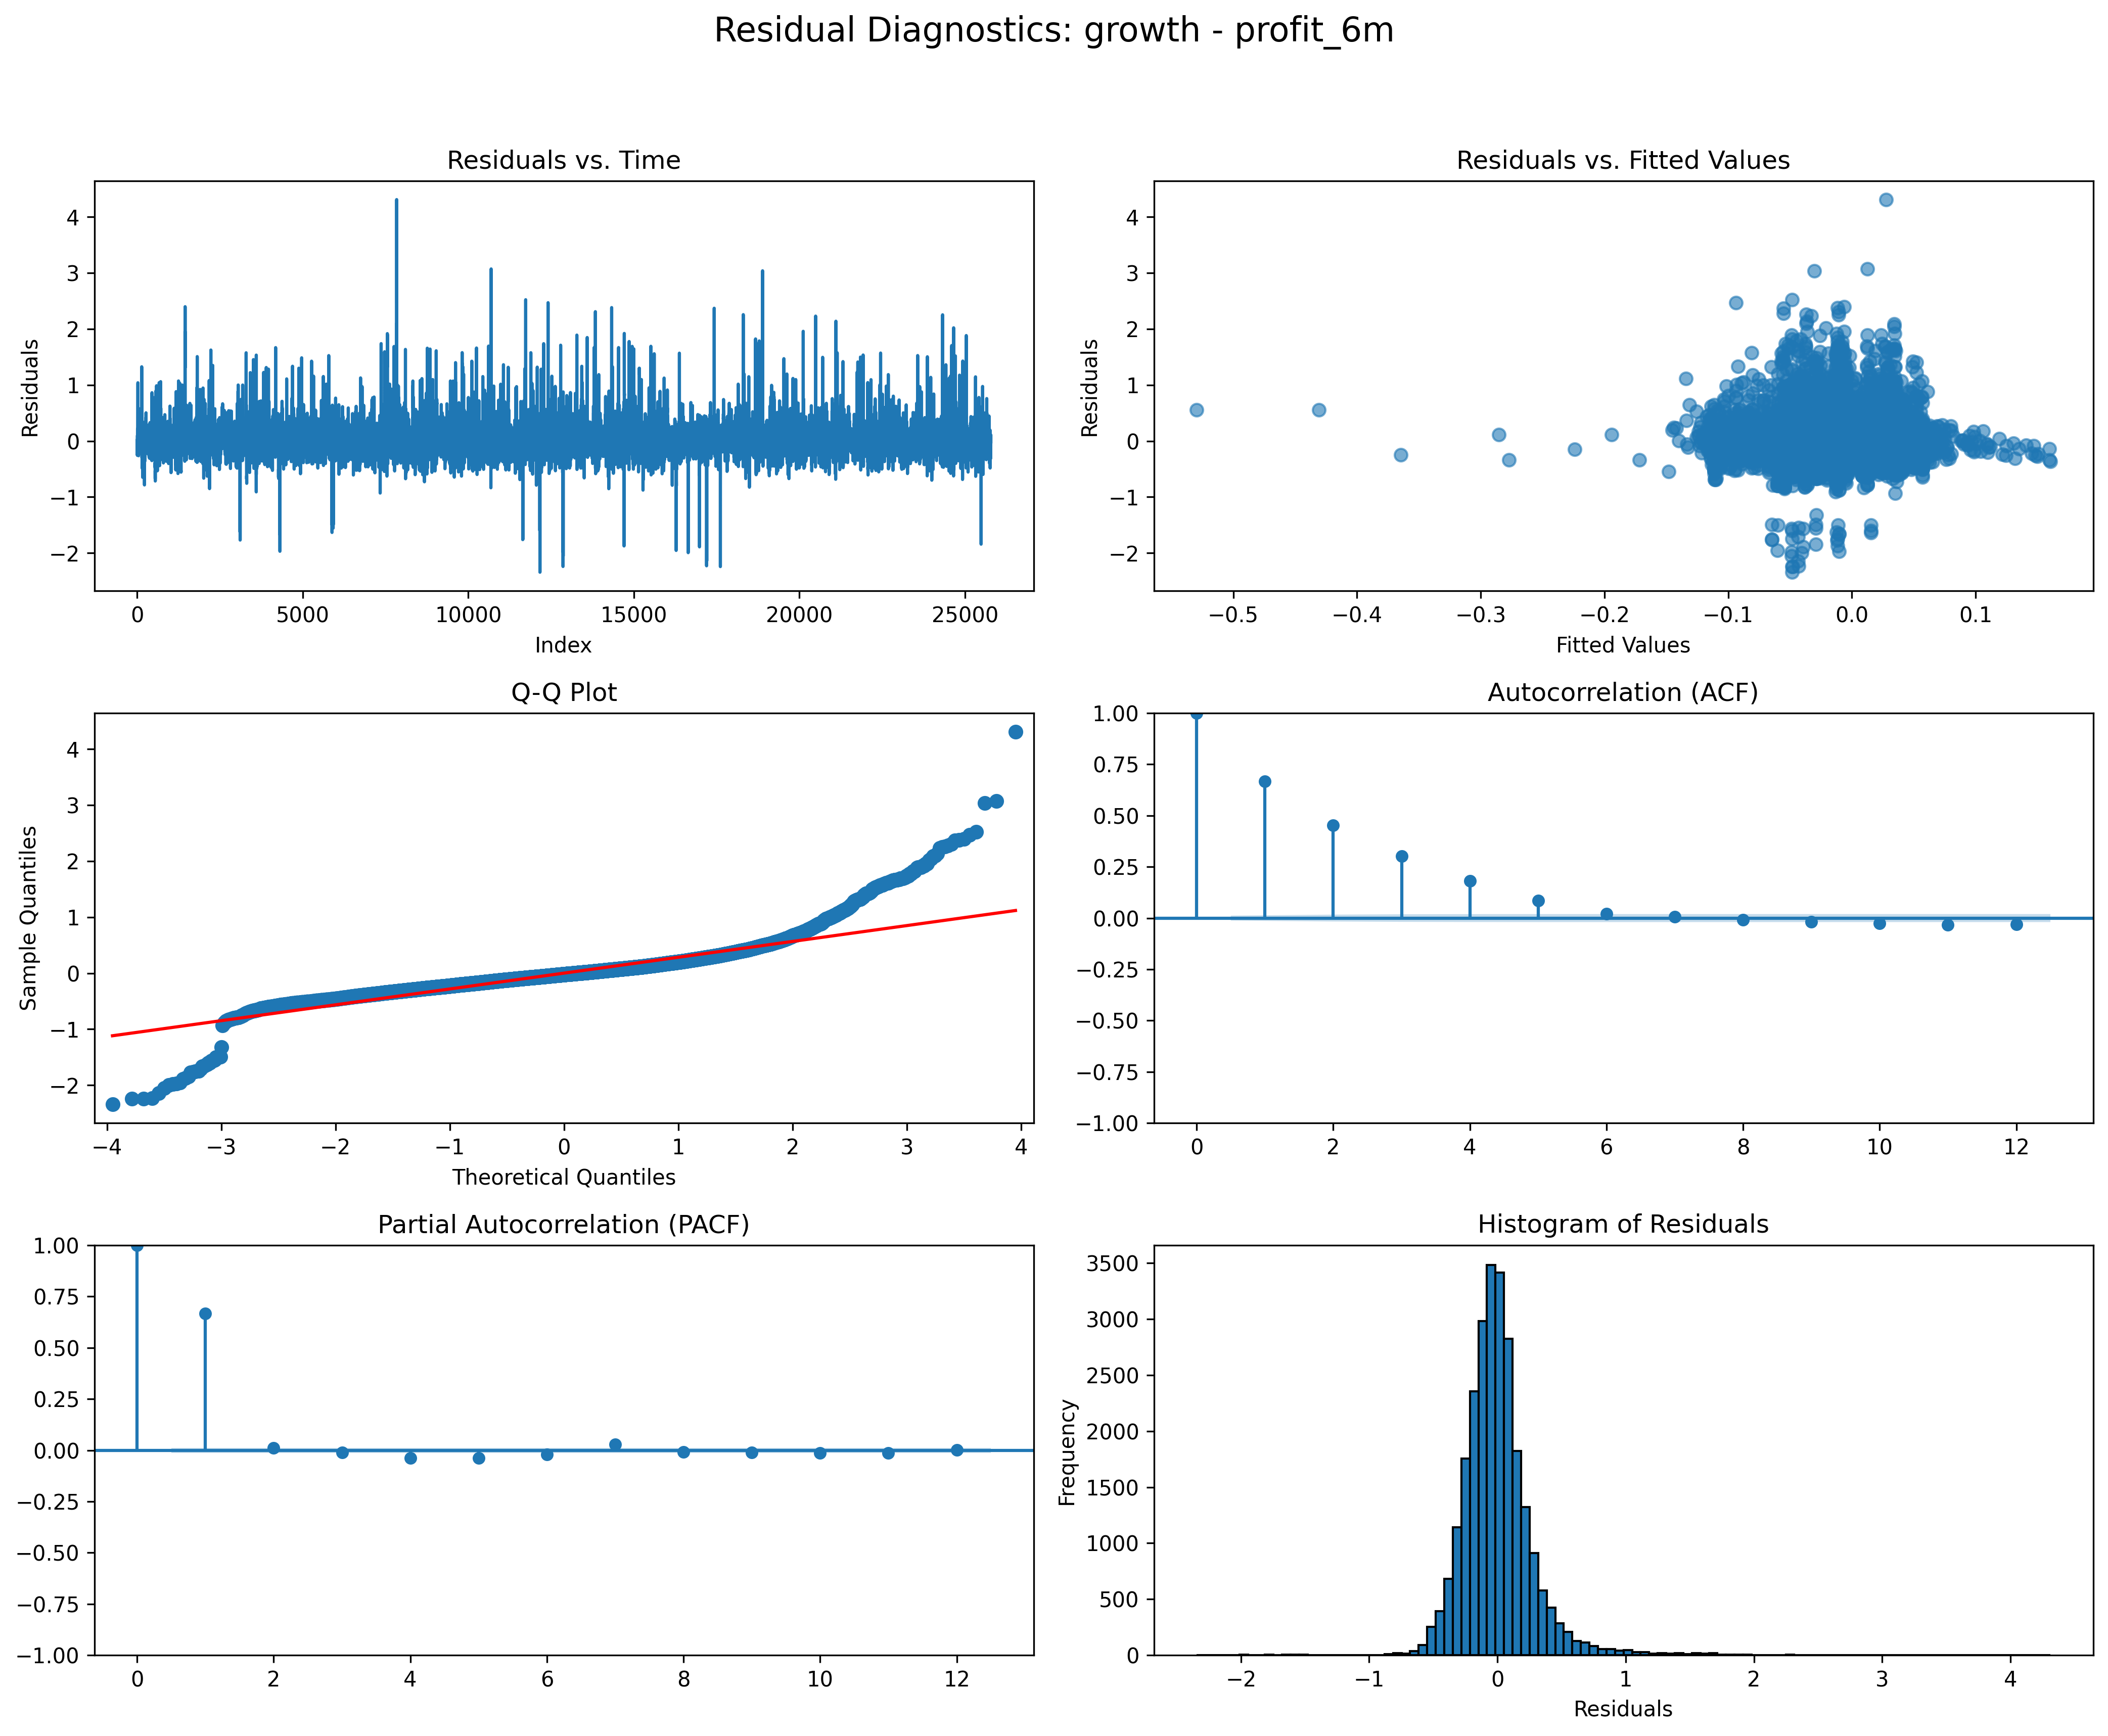 Residual Diagnostics: growth - profit_6m
Residuals vs. Time
Residuals
4
3
2
1
0
−1
−2
0 5000 10000 15000 20000 25000
Index
Residuals vs. Fitted Values
Residuals
4
3
2
1
0
−1
−2
−0.5 −0.4 −0.3 −0.2 −0.1 0.0 0.1
Fitted Values
Q-Q Plot
Sample Quantiles
4
3
2
1
0
−1
−2
−4 −3 −2 −1 0 1 2 3 4
Theoretical Quantiles
Autocorrelation (ACF)
1.00
0.75
0.50
0.25
0.00
−0.25
−0.50
−0.75
−1.00
0 2 4 6 8 10 12
Partial Autocorrelation (PACF)
1.00
0.75
0.50
0.25
0.00
−0.25
−0.50
−0.75
−1.00
0 2 4 6 8 10 12
Histogram of Residuals
Frequency
3500
3000
2500
2000
1500
1000
500
0
−2 −1 0 1 2 3 4
Residuals